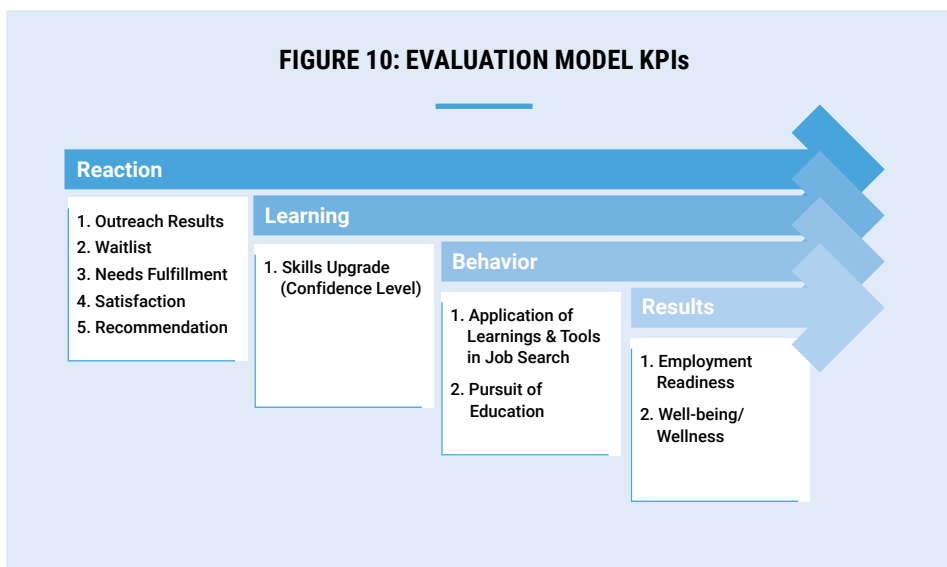 FIGURE 10: EVALUATION MODEL KPIs
Reaction
1. Outreach Results
2. Waitlist
3. Needs Fulfillment
4. Satisfaction
5. Recommendation
Learning
1. Skills Upgrade
(Confidence Level)
Behavior
1. Application of
Learnings & Tools
in Job Search
2. Pursuit of
Education
Results
1. Employment
Readiness
2. Well-being/
Wellness